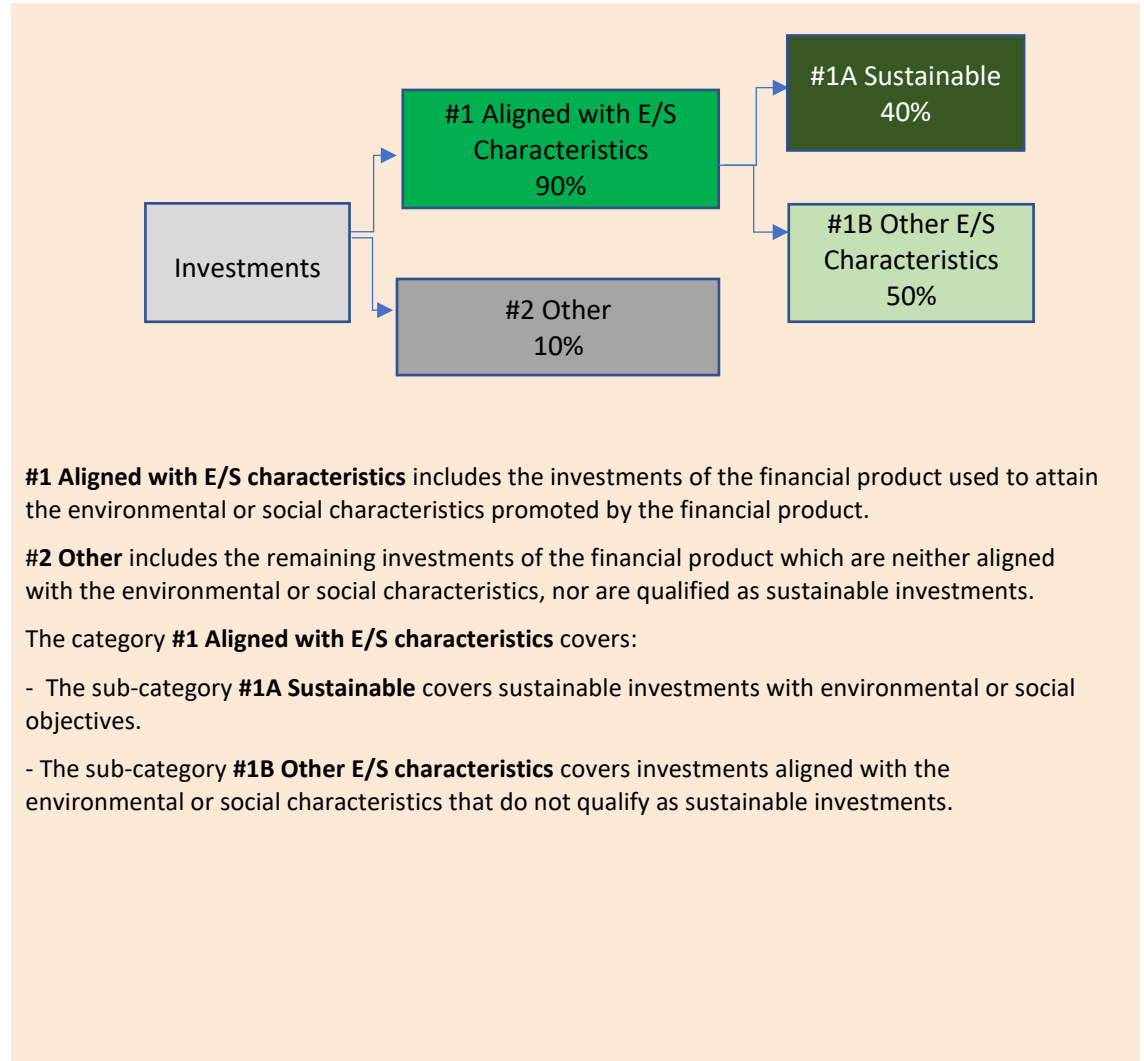 #1A Sustainable
40%
#1 Aligned with E/S
Characteristics
90%
#1B Other E/S
Characteristics
50%
Investments
#2 Other
10%
#1 Aligned with E/S characteristics includes the investments of the financial product used to attain
the environmental or social characteristics promoted by the financial product.
#2 Other includes the remaining investments of the financial product which are neither aligned
with the environmental or social characteristics, nor are qualified as sustainable investments.
The category #1 Aligned with E/S characteristics covers:
- The sub-category #1A Sustainable covers sustainable investments with environmental or social
objectives.
- The sub-category #1B Other E/S characteristics covers investments aligned with the
environmental or social characteristics that do not qualify as sustainable investments.